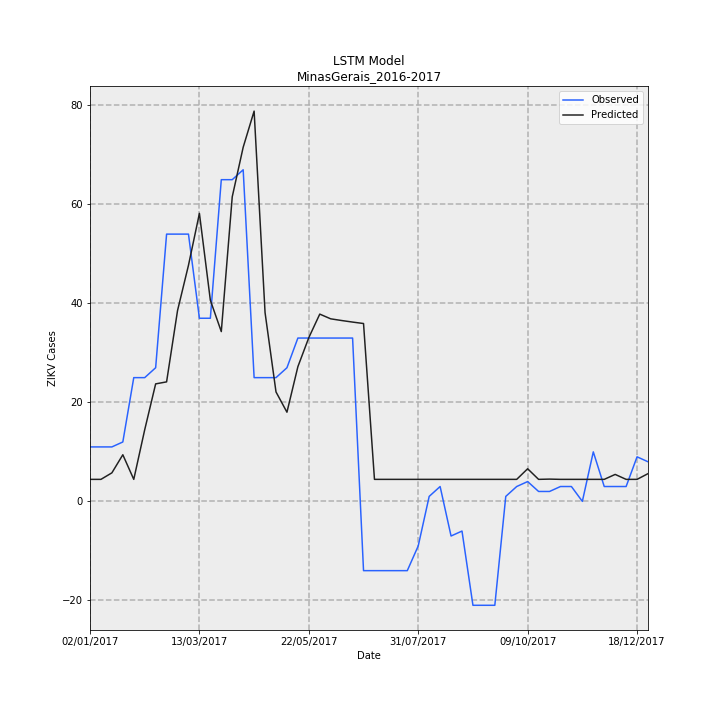 LSTM Model
MinasGerais_2016-2017
Observed
Predicted
80
60
40
20
0
−20
ZIKV Cases
02/01/2017
13/03/2017
22/05/2017
31/07/2017
09/10/2017
18/12/2017
Date